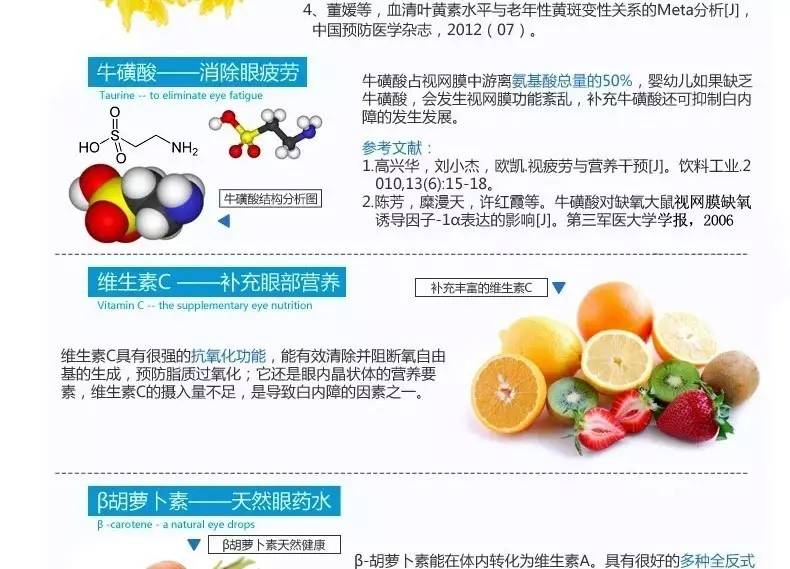 4、董媛等，血清叶黄素水平与老年性黄斑变性关系的Meta分析[J]，
中国预防医学杂志，2012（07）。
牛磺酸——消除眼疲劳
Taurine -- to eliminate eye fatigue
牛磺酸占视网膜中游离氨基酸总量的50%，婴幼儿如果缺乏
牛磺酸，会发生视网膜功能紊乱，补充牛磺酸还可抑制白内
障的发生发展。
HO
S
O
O
NH2
牛磺酸结构分析图
参考文献：
1.高兴华，刘小杰，欧凯.视疲劳与营养干预[J]。饮料工业.2
010,13(6):15-18。
2.陈芳，糜漫天，许红霞等。牛磺酸对缺氧大鼠视网膜缺氧
诱导因子-1α表达的影响[J]。第三军医大学学报，2006
维生素C ——补充眼部营养
Vitamin C -- the supplementary eye nutrition
补充丰富的维生素C
维生素C具有很强的抗氧化功能，能有效清除并阻断氧自由
基的生成，预防脂质过氧化；它还是眼内晶状体的营养要
素，维生素C的摄入量不足，是导致白内障的因素之一。
β胡萝卜素——天然眼药水
β -carotene - a natural eye drops
β胡萝卜素天然健康
β-胡萝卜素能在体内转化为维生素A。具有很好的多种全反式